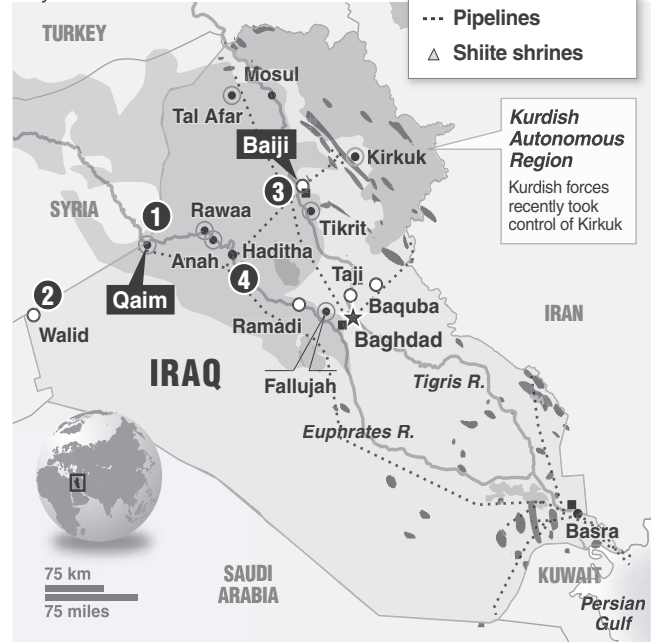 Pipelines
Shiite shrines
TURKEY
Mosul
Tal Afar
Kurdish
Autonomous
Region
Kurdish forces
recently took
control of Kirkuk
Baiji
Kirkuk
3
SYRIA
1
Rawaa
Tikrit
Anah
Haditha
4
Qaim
Taji
2
Baquba
Walid
Ramadi
Baghdad
IRAN
IRAQ
Fallujah
Tigris R.
Euphrates R.
Basra
75 km
75 miles
SAUDI
ARABIA
KUWAIT
Persian
Gulf